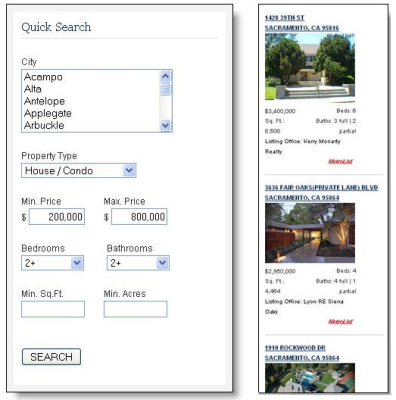 Quick Search
City
Acampo
Alta
Antelope
Applegate
Arbuckle
Property Type
House / Condo
Min. Price Max. Price
$ 200,000 $ 800,000
Bedrooms Bathrooms
2+ 2+
Min. Sq.Ft. Min. Acres
SEARCH
1428 39TH ST
SACRAMENTO, CA 95816
$3,400,000 Beds: 6
Sq. Ft.: Baths: 3 full | 2
8,500 partial
Listing Office: Kerry Moriarty
Realty
MetroList
3636 FAIR OAKS(PRIVATE LANE) BLVD
SACRAMENTO, CA 95864
$2,950,000 Beds: 4
Sq. Ft.: Baths: 4 full | 1
4,464 partial
Listing Office: Lyon RE Sierra
Oaks
MetroList
1910 ROCKWOOD DR
SACRAMENTO, CA 95864